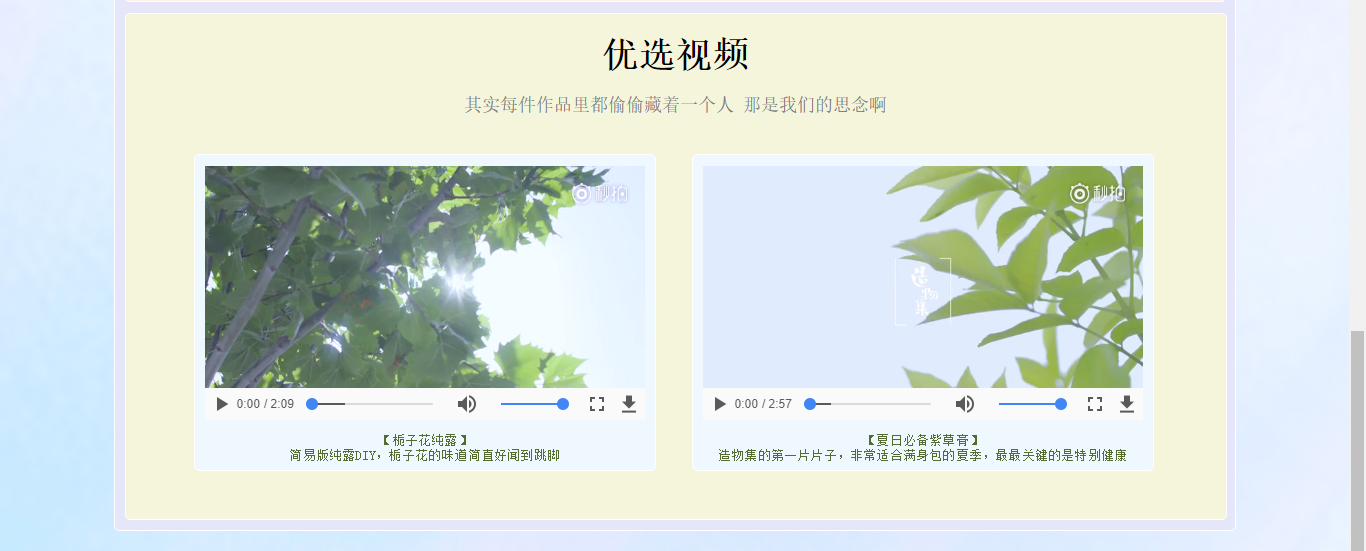 优选视频
其实每件作品里都偷偷藏着一个人 那是我们的思念啊
秒拍
秒拍
造物集
0:00 / 2:09
0:00 / 2:57
【栀子花纯露】
简易版纯露DIY，栀子花的味道简直好闻到跳脚
【夏日必备紫草膏】
造物集的第一片片子，非常适合满身包的夏季，最最关键的是特别健康